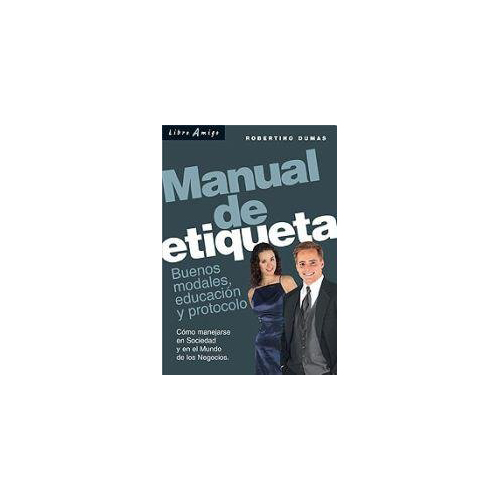 Libro Amigo
ROBERTINO DUMAS
Manual
de
etiqueta
Buenos
modales,
educación
y protocolo
Cómo manejarse
en Sociedad
y en el Mundo
de los Negocios.